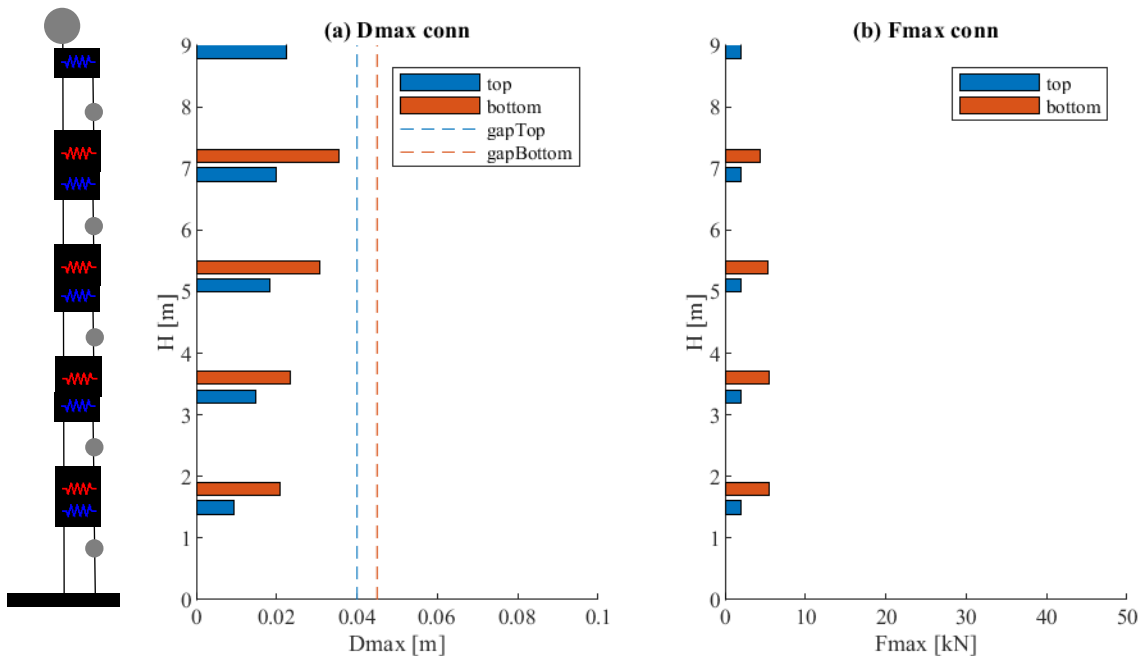 (a) Dmax conn
9
8
7
6
5
4
3
2
1
0
H [m]
top
bottom
gapTop
gapBottom
0 0.02 0.04 0.06 0.08 0.1
Dmax [m]
(b) Fmax conn
9
8
7
6
5
4
3
2
1
0
H [m]
top
bottom
0 10 20 30 40 50
Fmax [kN]